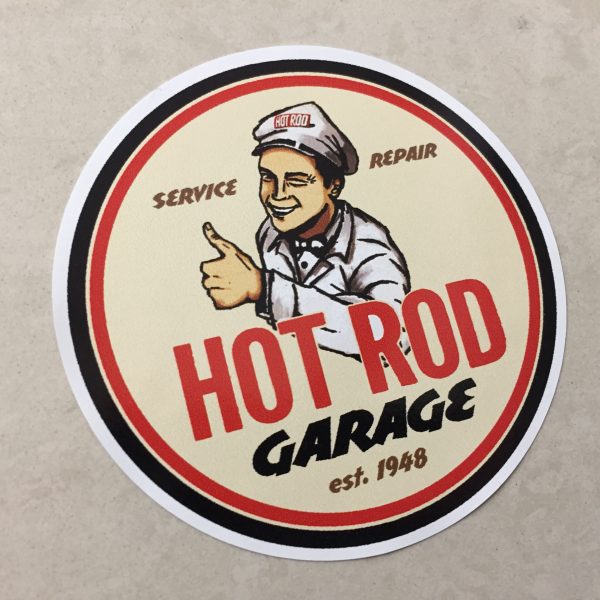 HOT ROD
SERVICE
REPAIR
HOT ROD
GARAGE
est. 1948